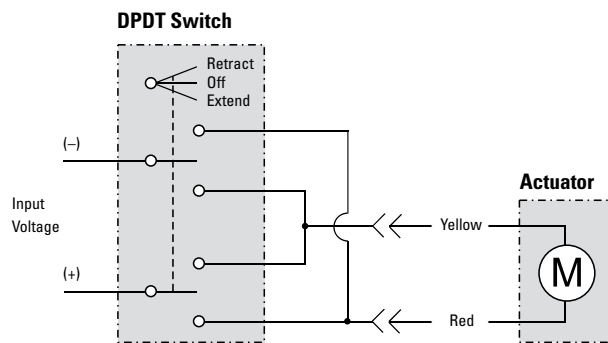 DPDT Switch
Retract
Off
Extend
(–)
Input
Voltage
(+)
Actuator
Yellow
M
Red